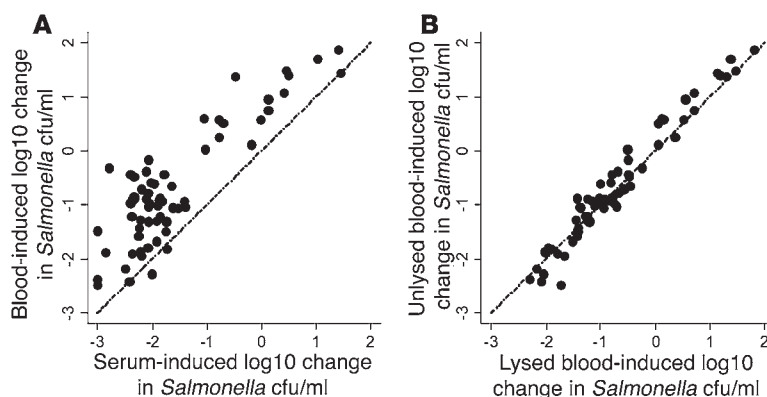 A
Blood-induced log10 change
in Salmonella cfu/ml
2
1
0
-1
-2
-3
-3 -2 -1 0 1 2
Serum-induced log10 change
in Salmonella cfu/ml
B
Unlysed blood-induced log10
change in Salmonella cfu/ml
2
1
0
-1
-2
-3
-3 -2 -1 0 1 2
Lysed blood-induced log10
change in Salmonella cfu/ml